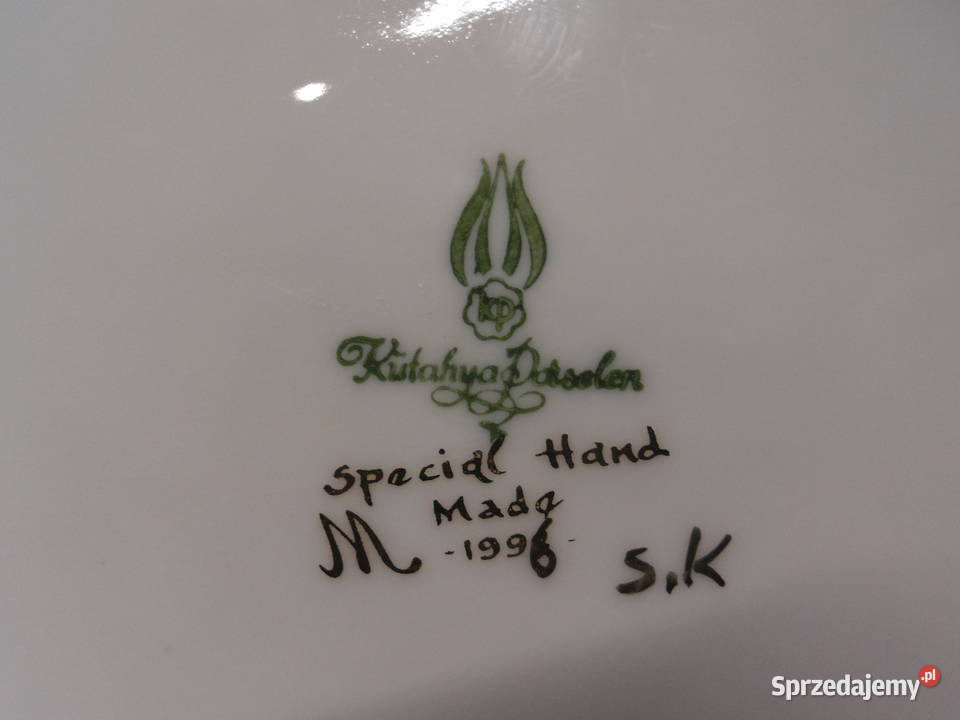 kp
Kütahya Porselen
special Hand
Made
M -1996-
S.K
Sprzedajemy.pl